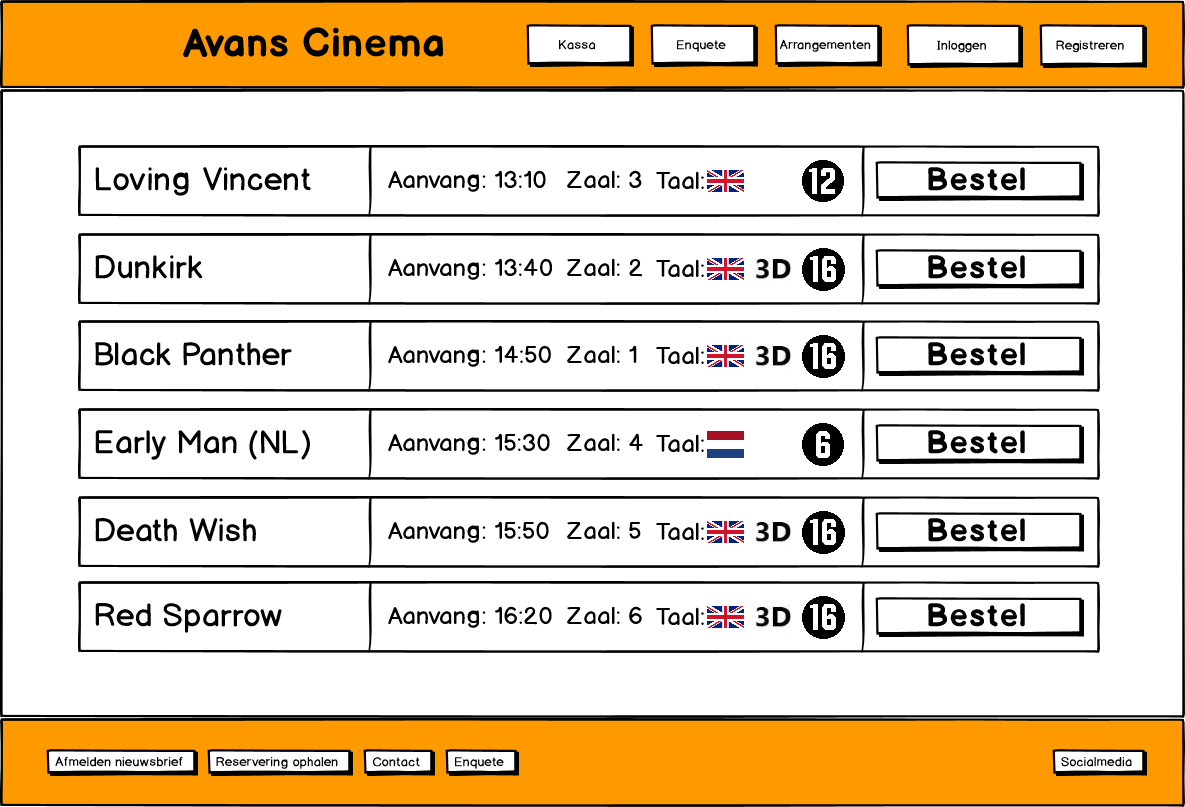 Avans Cinema Kassa Enquete Arrangementen Inloggen Registreren
Loving Vincent Aanvang: 13:10 Zaal: 3 Taal: 12 Bestel
Dunkirk Aanvang: 13:40 Zaal: 2 Taal: 3D 16 Bestel
Black Panther Aanvang: 14:50 Zaal: 1 Taal: 3D 16 Bestel
Early Man (NL) Aanvang: 15:30 Zaal: 4 Taal: 6 Bestel
Death Wish Aanvang: 15:50 Zaal: 5 Taal: 3D 16 Bestel
Red Sparrow Aanvang: 16:20 Zaal: 6 Taal: 3D 16 Bestel
Afmelden nieuwsbrief Reservering ophalen Contact Enquete Socialmedia